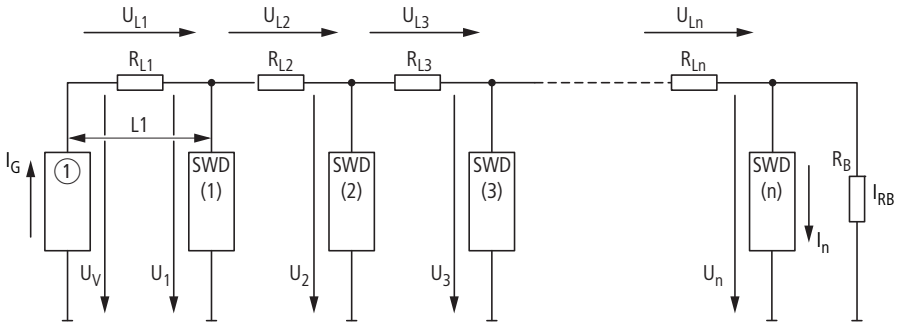 U_L1 U_L2 U_L3 U_Ln
R_L1 R_L2 R_L3 R_Ln
L1
I_G 1 SWD (1) SWD (2) SWD (3) SWD (n) R_B
I_RB
I_n
U_V U_1 U_2 U_3 U_n